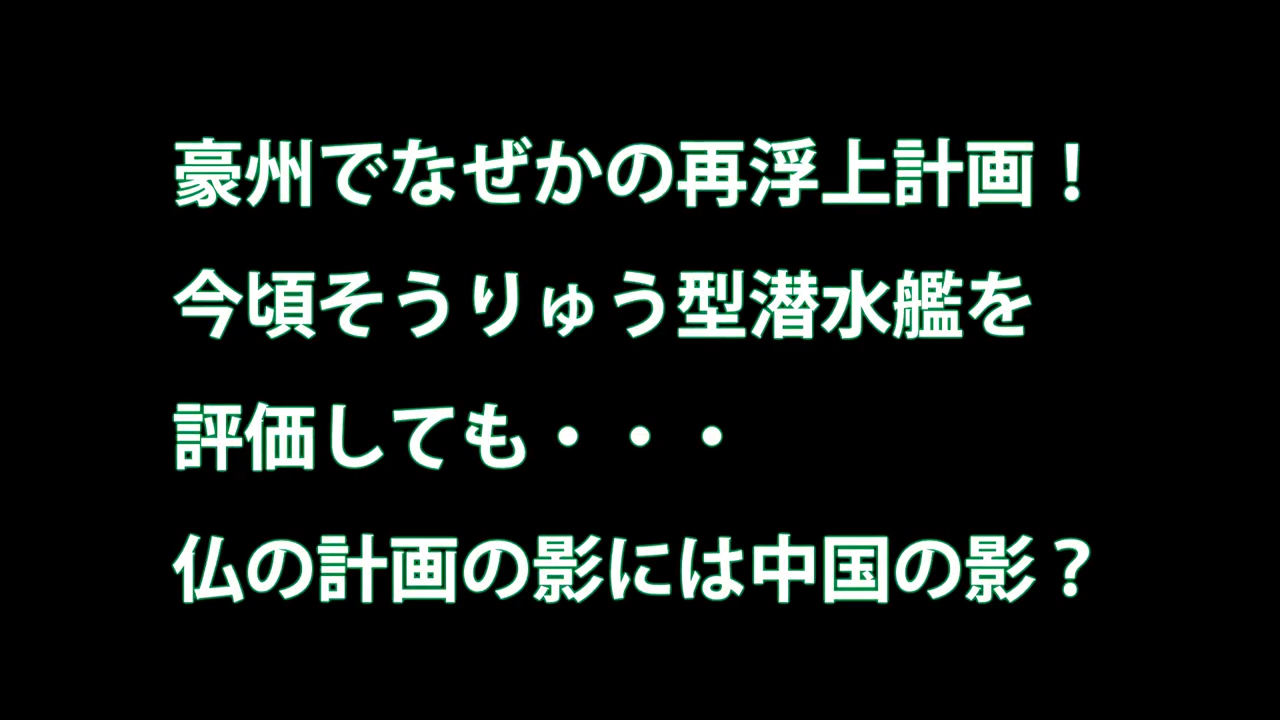 豪州でなぜかの再浮上計画！
今頃そうりゅう型潜水艦を
評価しても・・・
仏の計画の影には中国の影？